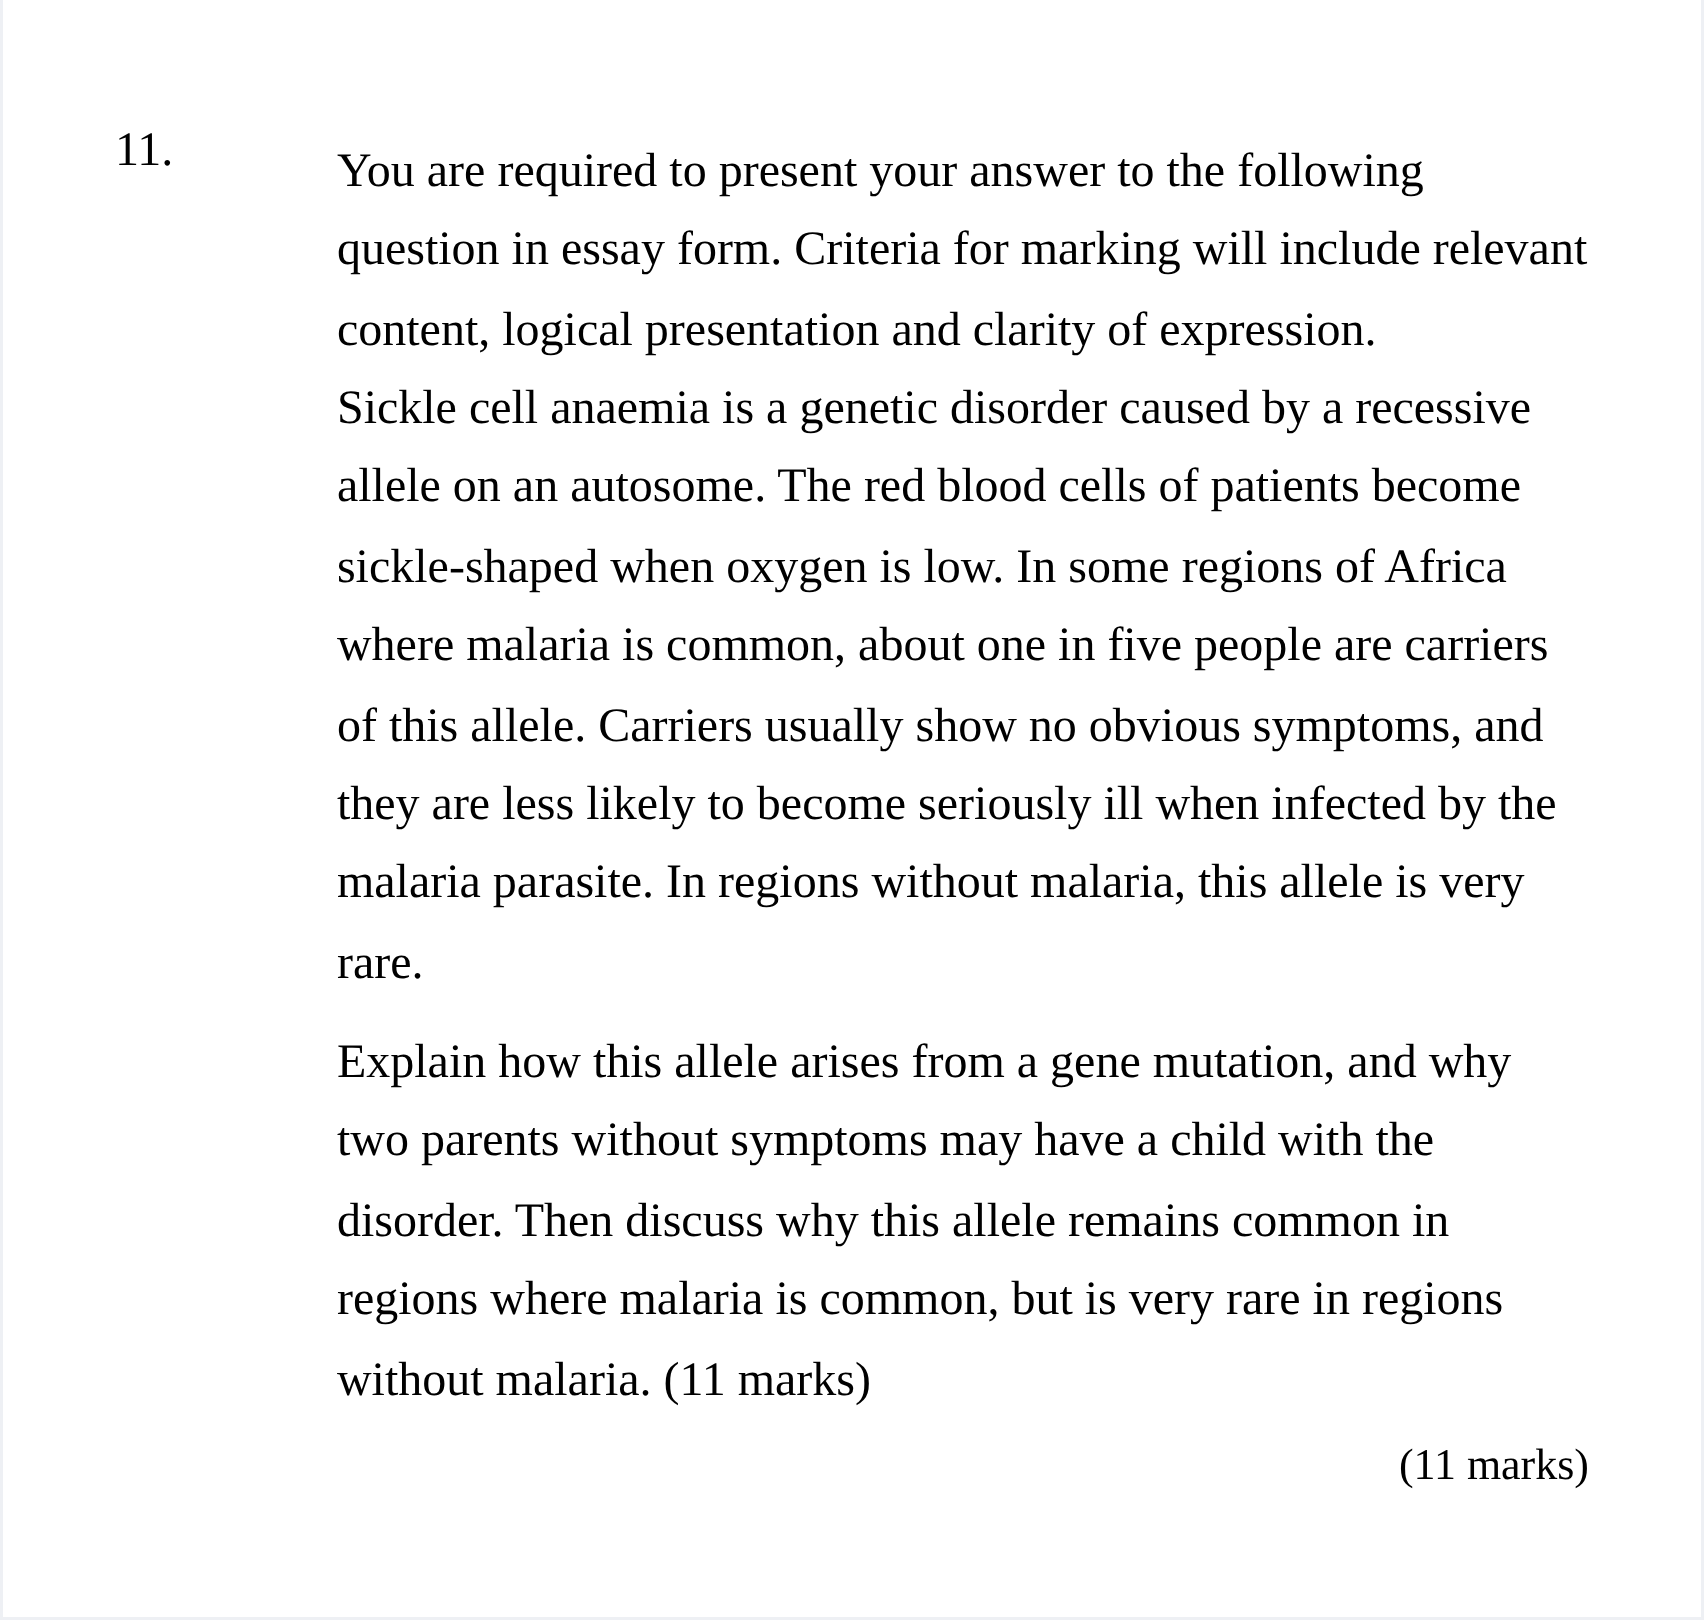 11.
You are required to present your answer to the following
question in essay form. Criteria for marking will include relevant
content, logical presentation and clarity of expression.
Sickle cell anaemia is a genetic disorder caused by a recessive
allele on an autosome. The red blood cells of patients become
sickle-shaped when oxygen is low. In some regions of Africa
where malaria is common, about one in five people are carriers
of this allele. Carriers usually show no obvious symptoms, and
they are less likely to become seriously ill when infected by the
malaria parasite. In regions without malaria, this allele is very
rare.
Explain how this allele arises from a gene mutation, and why
two parents without symptoms may have a child with the
disorder. Then discuss why this allele remains common in
regions where malaria is common, but is very rare in regions
without malaria. (11 marks)
(11 marks)